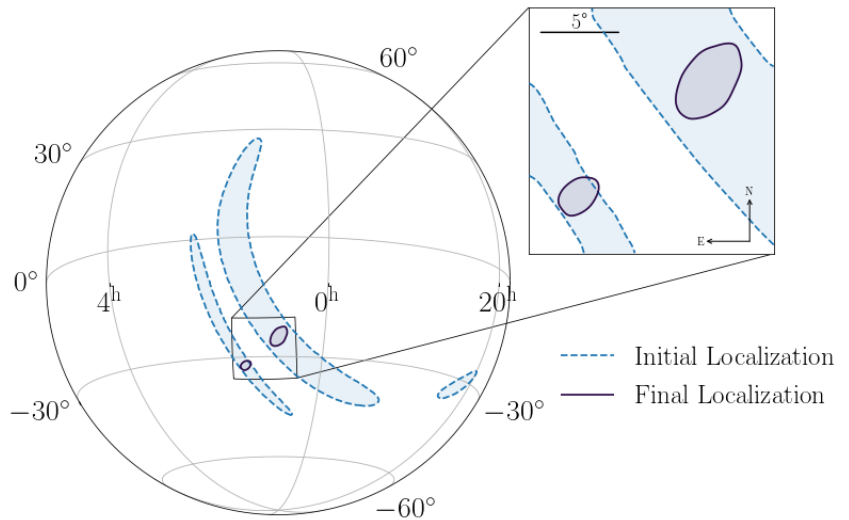 5°
60°
N
30°
E
0°
4h
0h
20h
Initial Localization
Final Localization
−30°
−30°
−60°